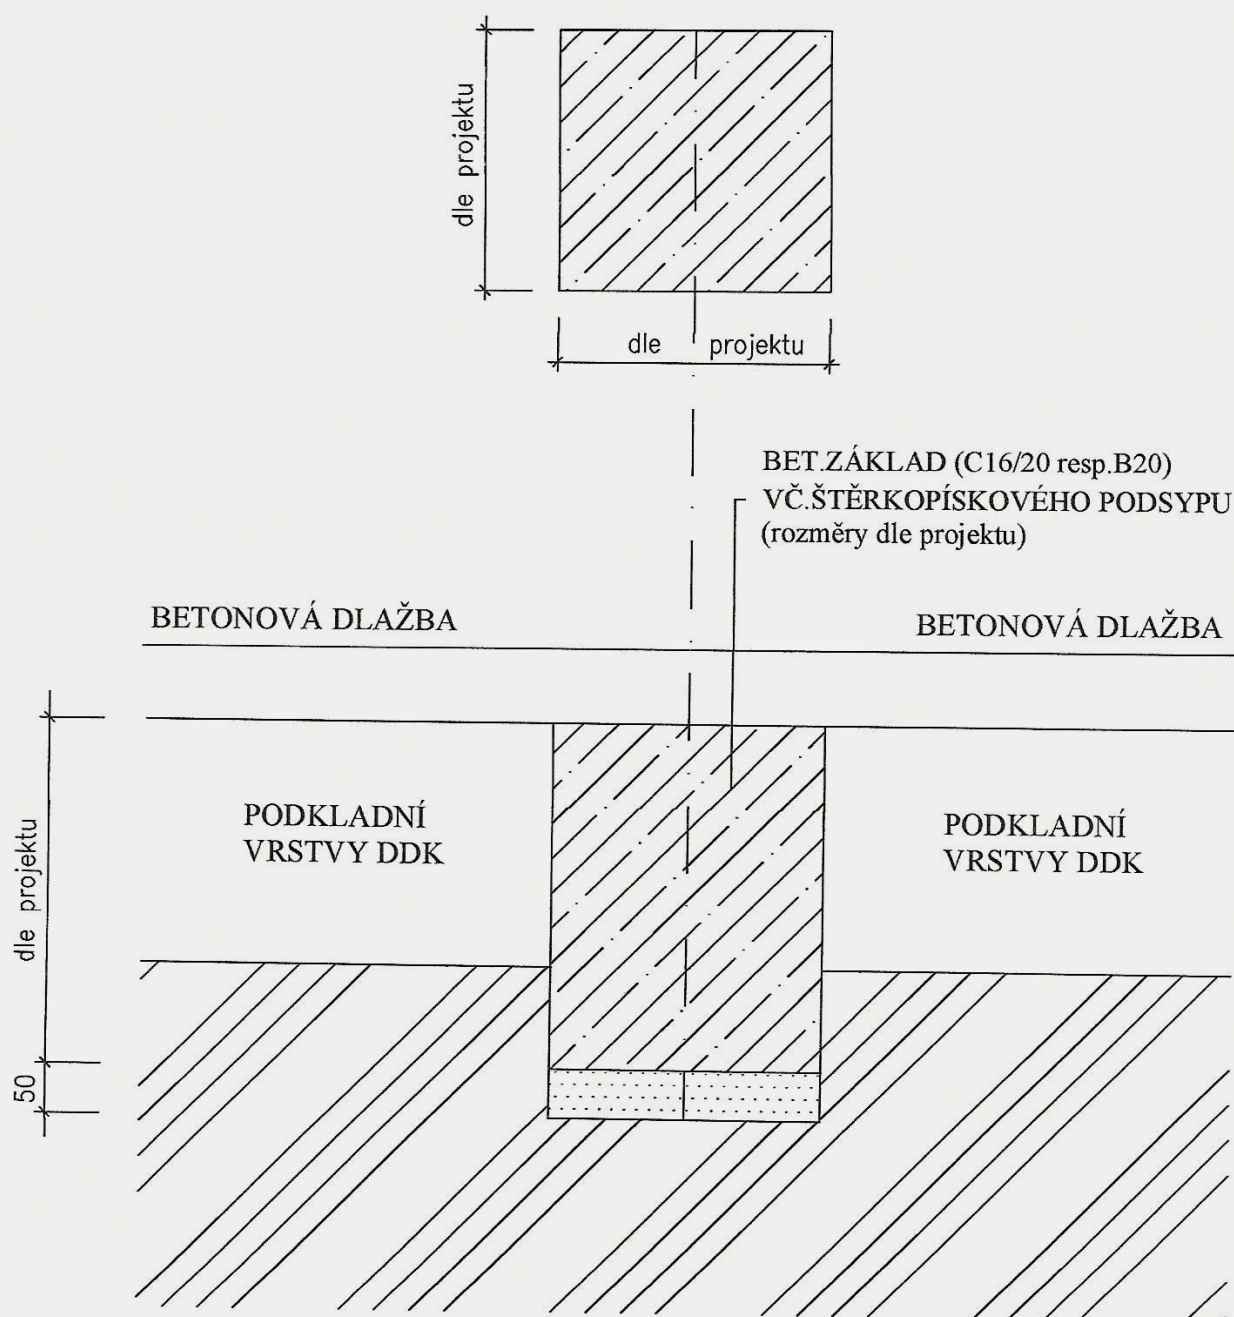 dle projektu
dle projektu
BET.ZÁKLAD (C16/20 resp.B20)
VČ.ŠTĚRKOPÍSKOVÉHO PODSYPU
(rozměry dle projektu)
BETONOVÁ DLAŽBA
BETONOVÁ DLAŽBA
PODKLADNÍ
VRSTVY DDK
PODKLADNÍ
VRSTVY DDK
dle projektu
50